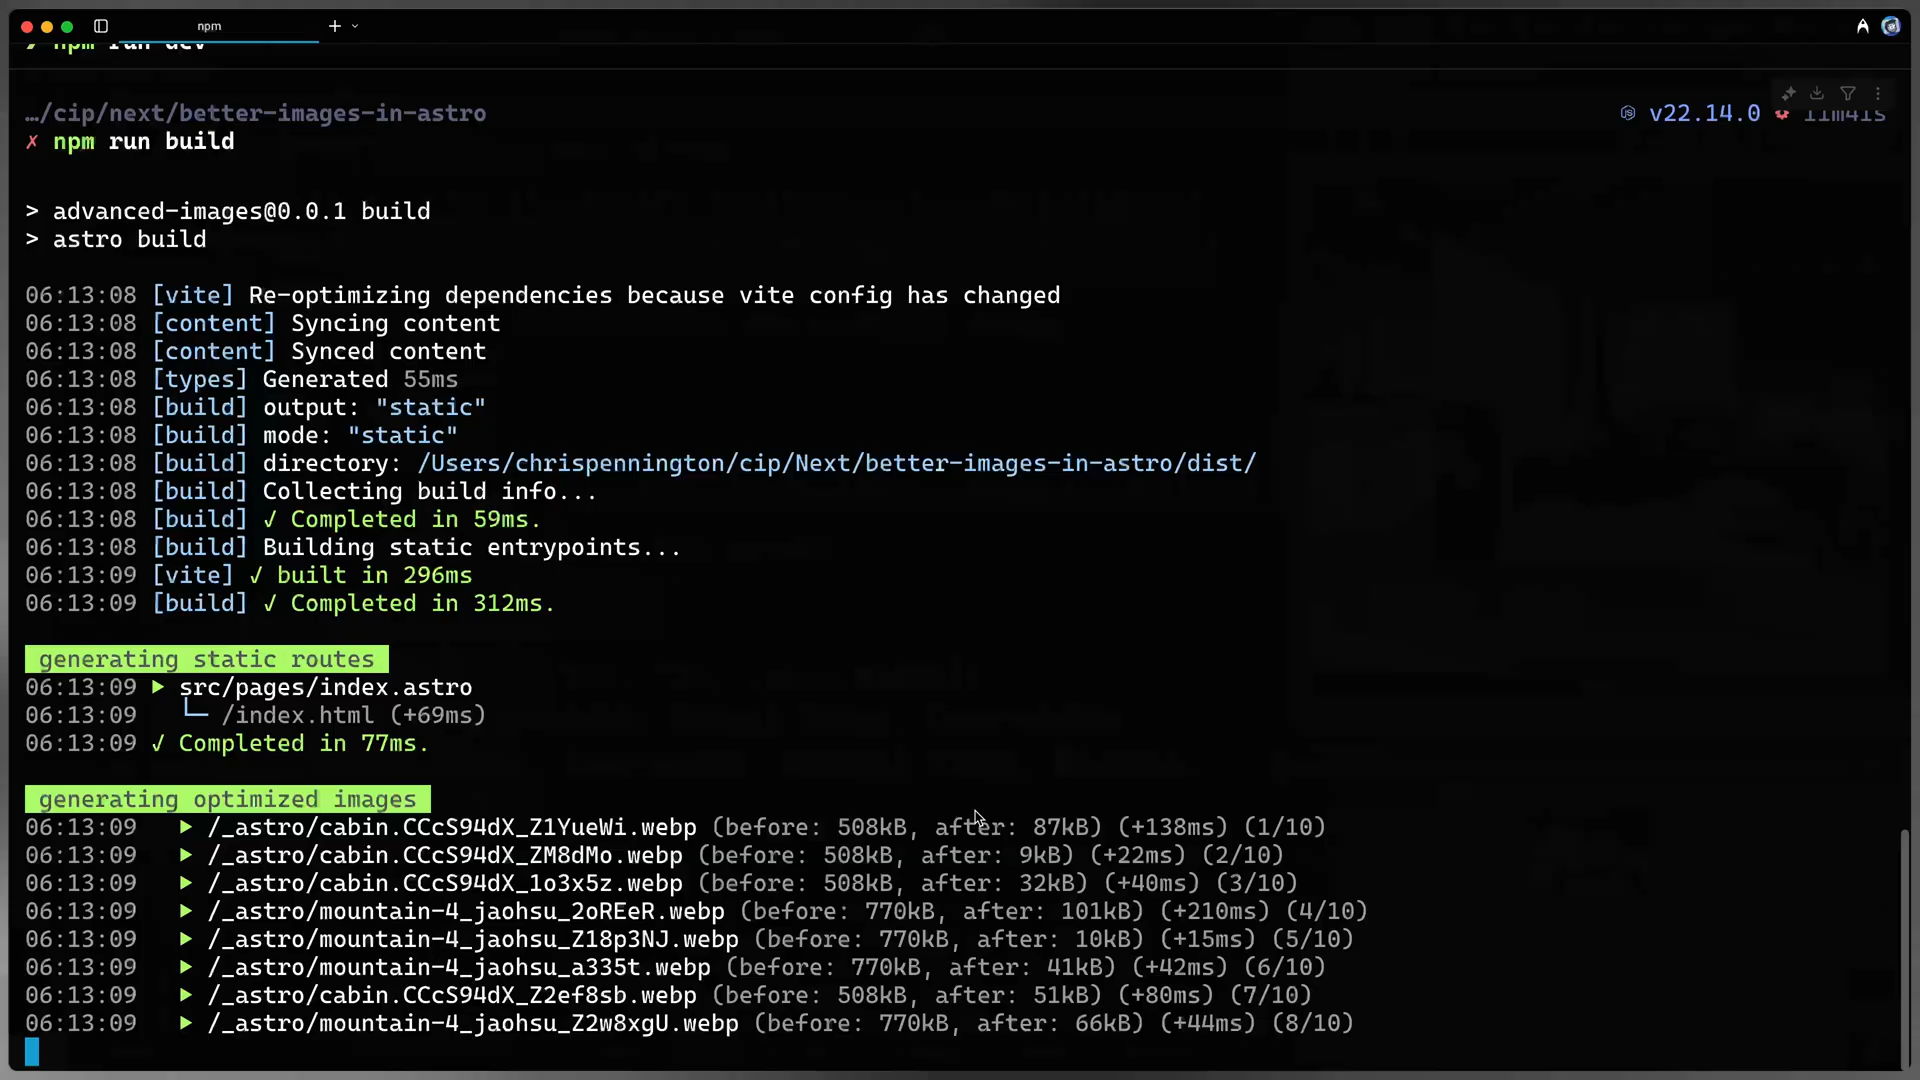 npm
npm run dev
…/cip/next/better-images-in-astro
v22.14.0 11m41s
✗ npm run build
> advanced-images@0.0.1 build
> astro build
06:13:08 [vite] Re-optimizing dependencies because vite config has changed
06:13:08 [content] Syncing content
06:13:08 [content] Synced content
06:13:08 [types] Generated 55ms
06:13:08 [build] output: "static"
06:13:08 [build] mode: "static"
06:13:08 [build] directory: /Users/chrispennington/cip/Next/better-images-in-astro/dist/
06:13:08 [build] Collecting build info...
06:13:08 [build] ✓ Completed in 59ms.
06:13:08 [build] Building static entrypoints...
06:13:09 [vite] ✓ built in 296ms
06:13:09 [build] ✓ Completed in 312ms.
generating static routes
06:13:09 ▶ src/pages/index.astro
06:13:09 └─ /index.html (+69ms)
06:13:09 ✓ Completed in 77ms.
generating optimized images
06:13:09 ▶ /_astro/cabin.CCcS94dX_Z1YueWi.webp (before: 508kB, after: 87kB) (+138ms) (1/10)
06:13:09 ▶ /_astro/cabin.CCcS94dX_ZM8dMo.webp (before: 508kB, after: 9kB) (+22ms) (2/10)
06:13:09 ▶ /_astro/cabin.CCcS94dX_1o3x5z.webp (before: 508kB, after: 32kB) (+40ms) (3/10)
06:13:09 ▶ /_astro/mountain-4_jaohsu_2oREeR.webp (before: 770kB, after: 101kB) (+210ms) (4/10)
06:13:09 ▶ /_astro/mountain-4_jaohsu_Z18p3NJ.webp (before: 770kB, after: 10kB) (+15ms) (5/10)
06:13:09 ▶ /_astro/mountain-4_jaohsu_a335t.webp (before: 770kB, after: 41kB) (+42ms) (6/10)
06:13:09 ▶ /_astro/cabin.CCcS94dX_Z2ef8sb.webp (before: 508kB, after: 51kB) (+80ms) (7/10)
06:13:09 ▶ /_astro/mountain-4_jaohsu_Z2w8xgU.webp (before: 770kB, after: 66kB) (+44ms) (8/10)